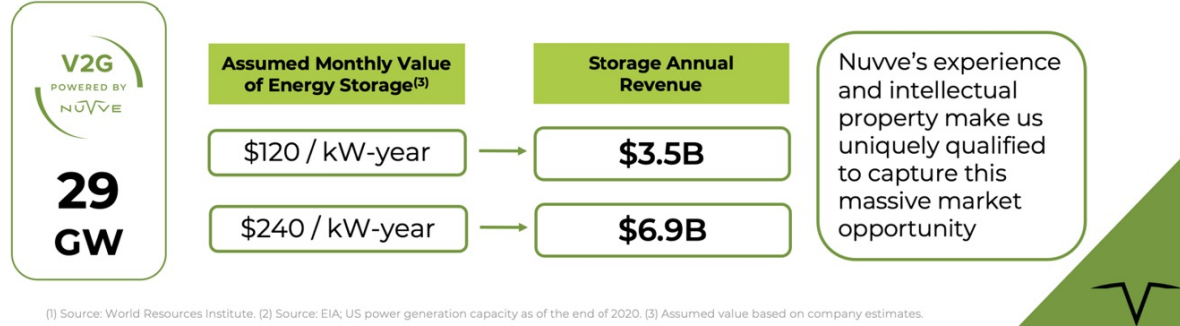 V2G
POWERED BY
NUVVE
29
GW
Assumed Monthly Value
of Energy Storage(3)
Storage Annual
Revenue
$120 / kW-year
$3.5B
$240 / kW-year
$6.9B
Nuvve's experience
and intellectual
property make us
uniquely qualified
to capture this
massive market
opportunity
(1) Source: World Resources Institute. (2) Source: EIA; US power generation capacity as of the end of 2020. (3) Assumed value based on company estimates.